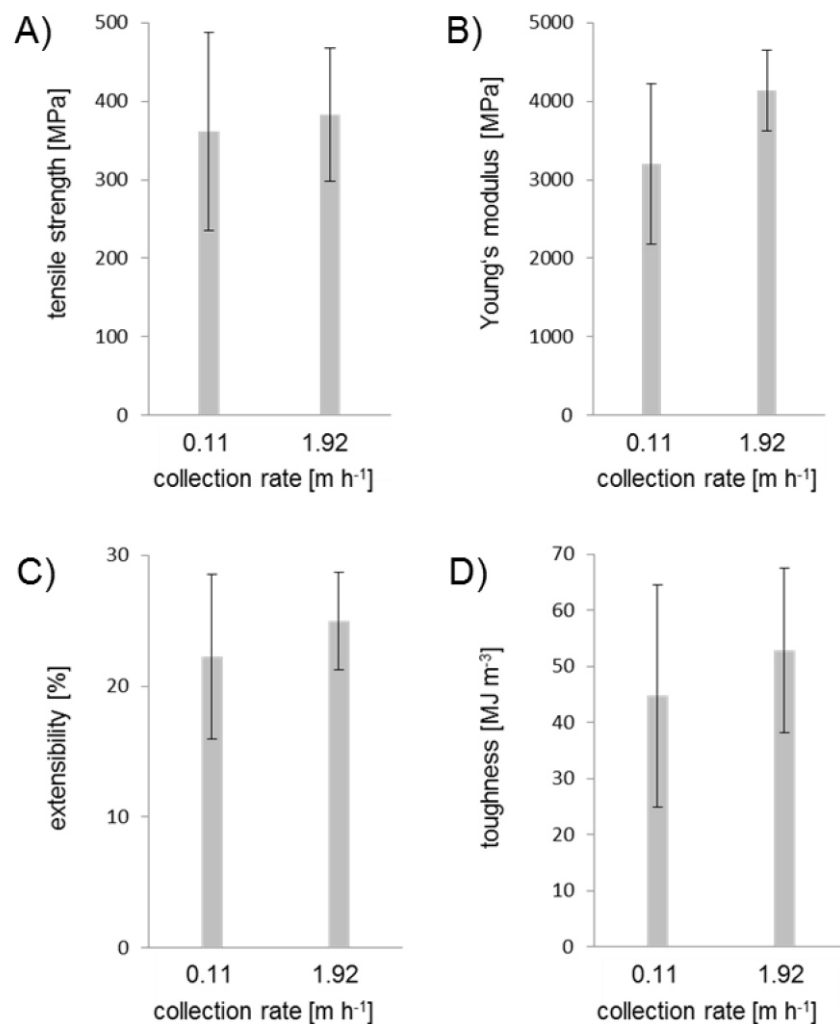 A)
tensile strength [MPa]
500
400
300
200
100
0
0.11 1.92
collection rate [m h-1]
B)
Young's modulus [MPa]
5000
4000
3000
2000
1000
0
0.11 1.92
collection rate [m h-1]
C)
extensibility [%]
30
20
10
0
0.11 1.92
collection rate [m h-1]
D)
toughness [MJ m-3]
70
60
50
40
30
20
10
0
0.11 1.92
collection rate [m h-1]